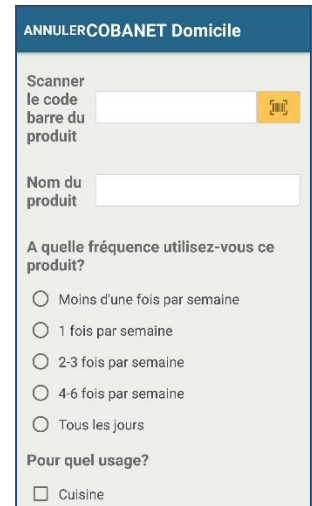 ANNULER COBANET Domicile
Scanner
le code
barre du
produit
Nom du
produit
A quelle fréquence utilisez-vous ce
produit?
Moins d'une fois par semaine
1 fois par semaine
2-3 fois par semaine
4-6 fois par semaine
Tous les jours
Pour quel usage?
Cuisine